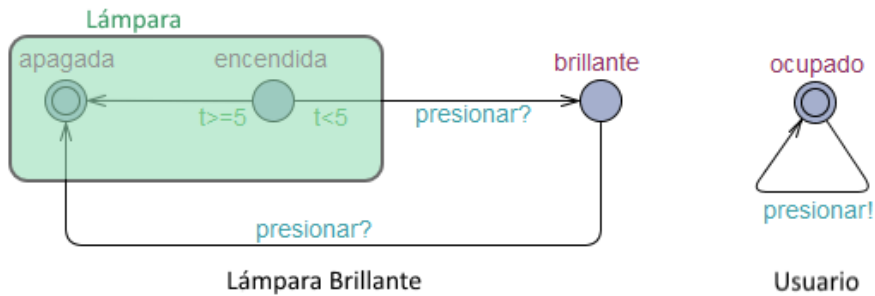 Lámpara
apagada
encendida
brillante
ocupado
t>=5
t<5
presionar?
presionar!
presionar?
Lámpara Brillante
Usuario